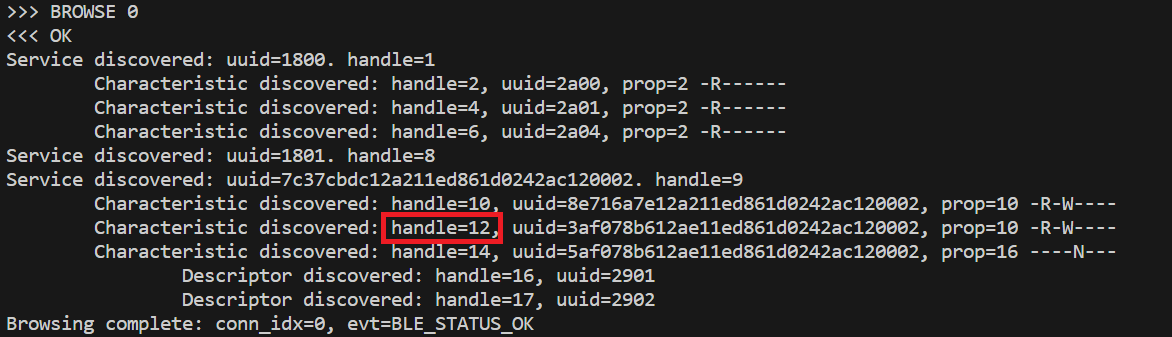 >>> BROWSE 0
<<< OK
Service discovered: uuid=1800. handle=1
Characteristic discovered: handle=2, uuid=2a00, prop=2 -R------
Characteristic discovered: handle=4, uuid=2a01, prop=2 -R------
Characteristic discovered: handle=6, uuid=2a04, prop=2 -R------
Service discovered: uuid=1801. handle=8
Service discovered: uuid=7c37cbdc12a211ed861d0242ac120002. handle=9
Characteristic discovered: handle=10, uuid=8e716a7e12a211ed861d0242ac120002, prop=10 -R-W----
Characteristic discovered: handle=12, uuid=3af078b612ae11ed861d0242ac120002, prop=10 -R-W----
Characteristic discovered: handle=14, uuid=5af078b612ae11ed861d0242ac120002, prop=16 ----N---
Descriptor discovered: handle=16, uuid=2901
Descriptor discovered: handle=17, uuid=2902
Browsing complete: conn_idx=0, evt=BLE_STATUS_OK